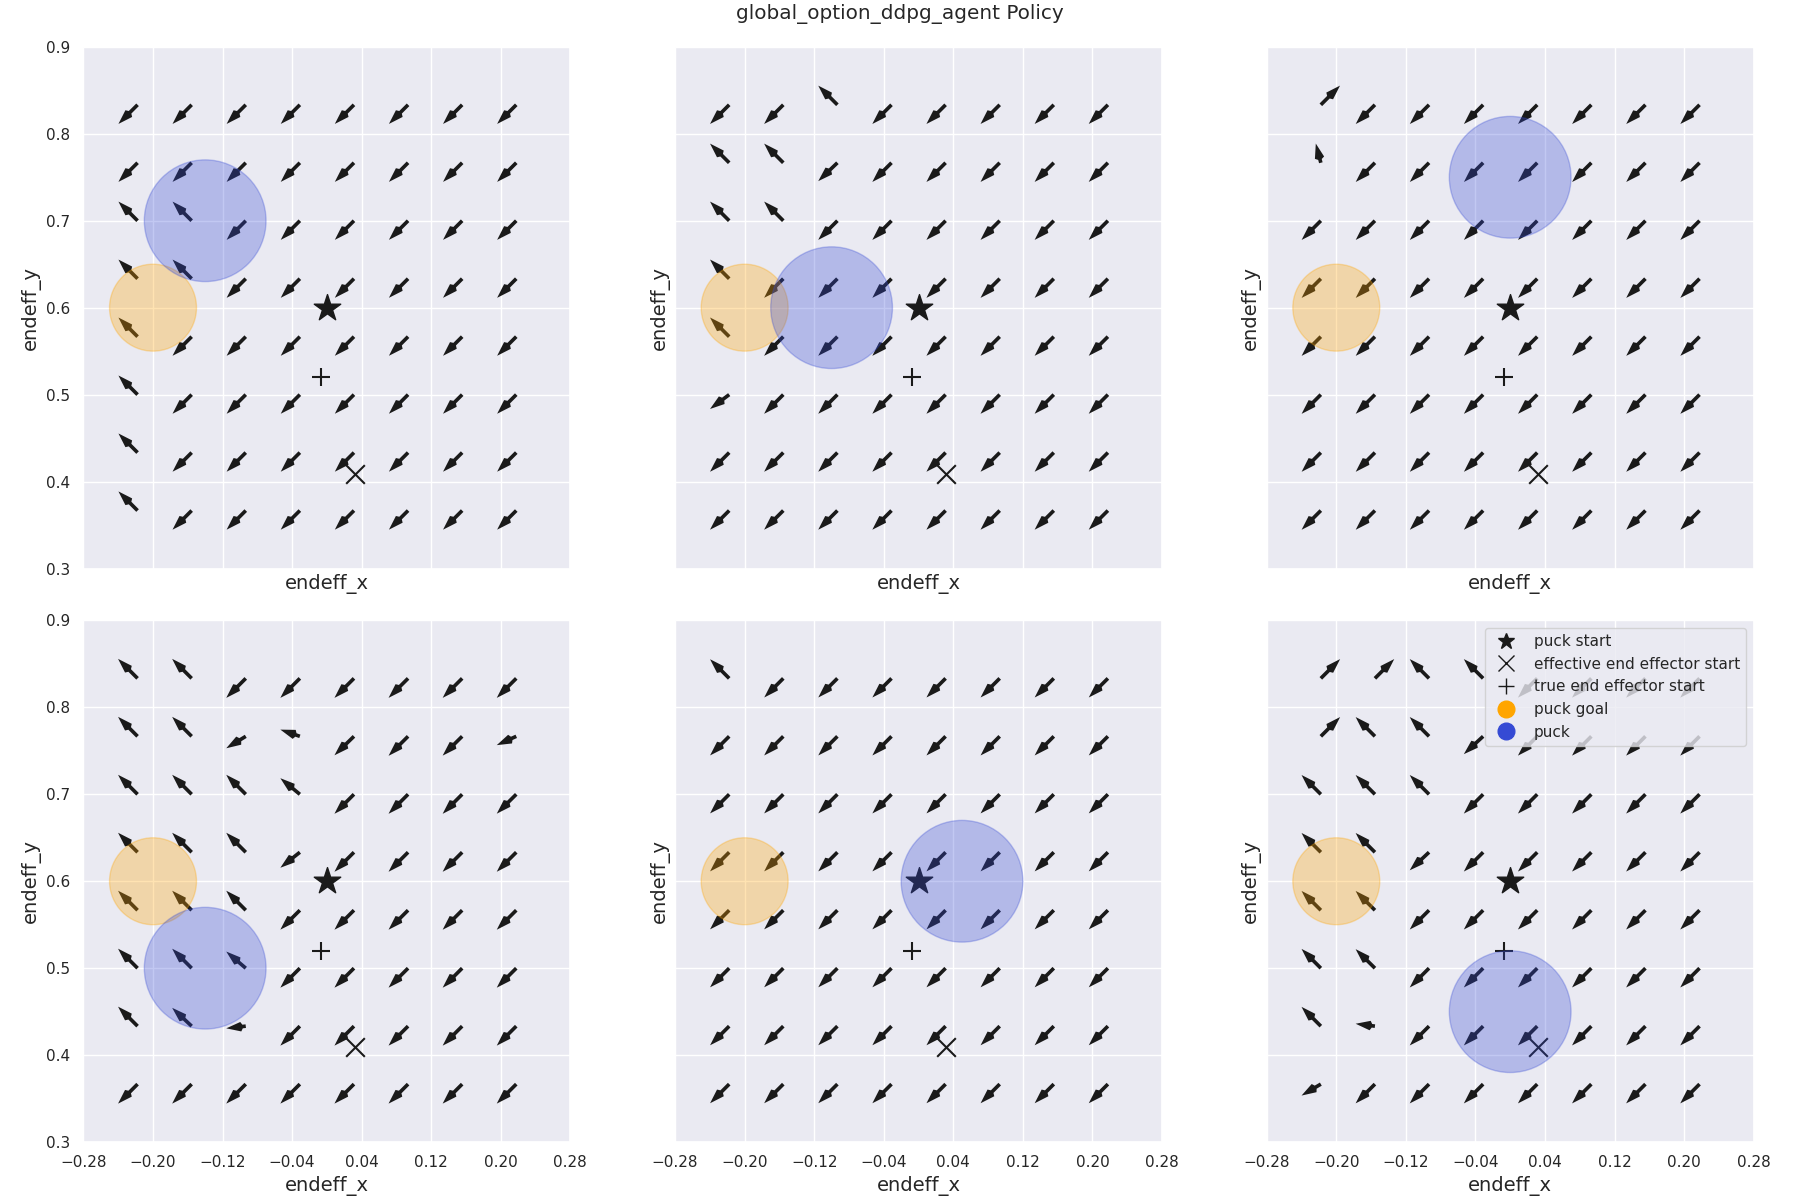 global_option_ddpg_agent Policy
0.9
0.8
0.7
0.6
0.5
0.4
0.3
endeff_y
endeff_x
endeff_y
endeff_x
endeff_y
endeff_x
0.9
0.8
0.7
0.6
0.5
0.4
0.3
endeff_y
−0.28 −0.20 −0.12 −0.04 0.04 0.12 0.20 0.28
endeff_x
endeff_y
−0.28 −0.20 −0.12 −0.04 0.04 0.12 0.20 0.28
endeff_x
endeff_y
puck start
effective end effector start
true end effector start
puck goal
puck
−0.28 −0.20 −0.12 −0.04 0.04 0.12 0.20 0.28
endeff_x